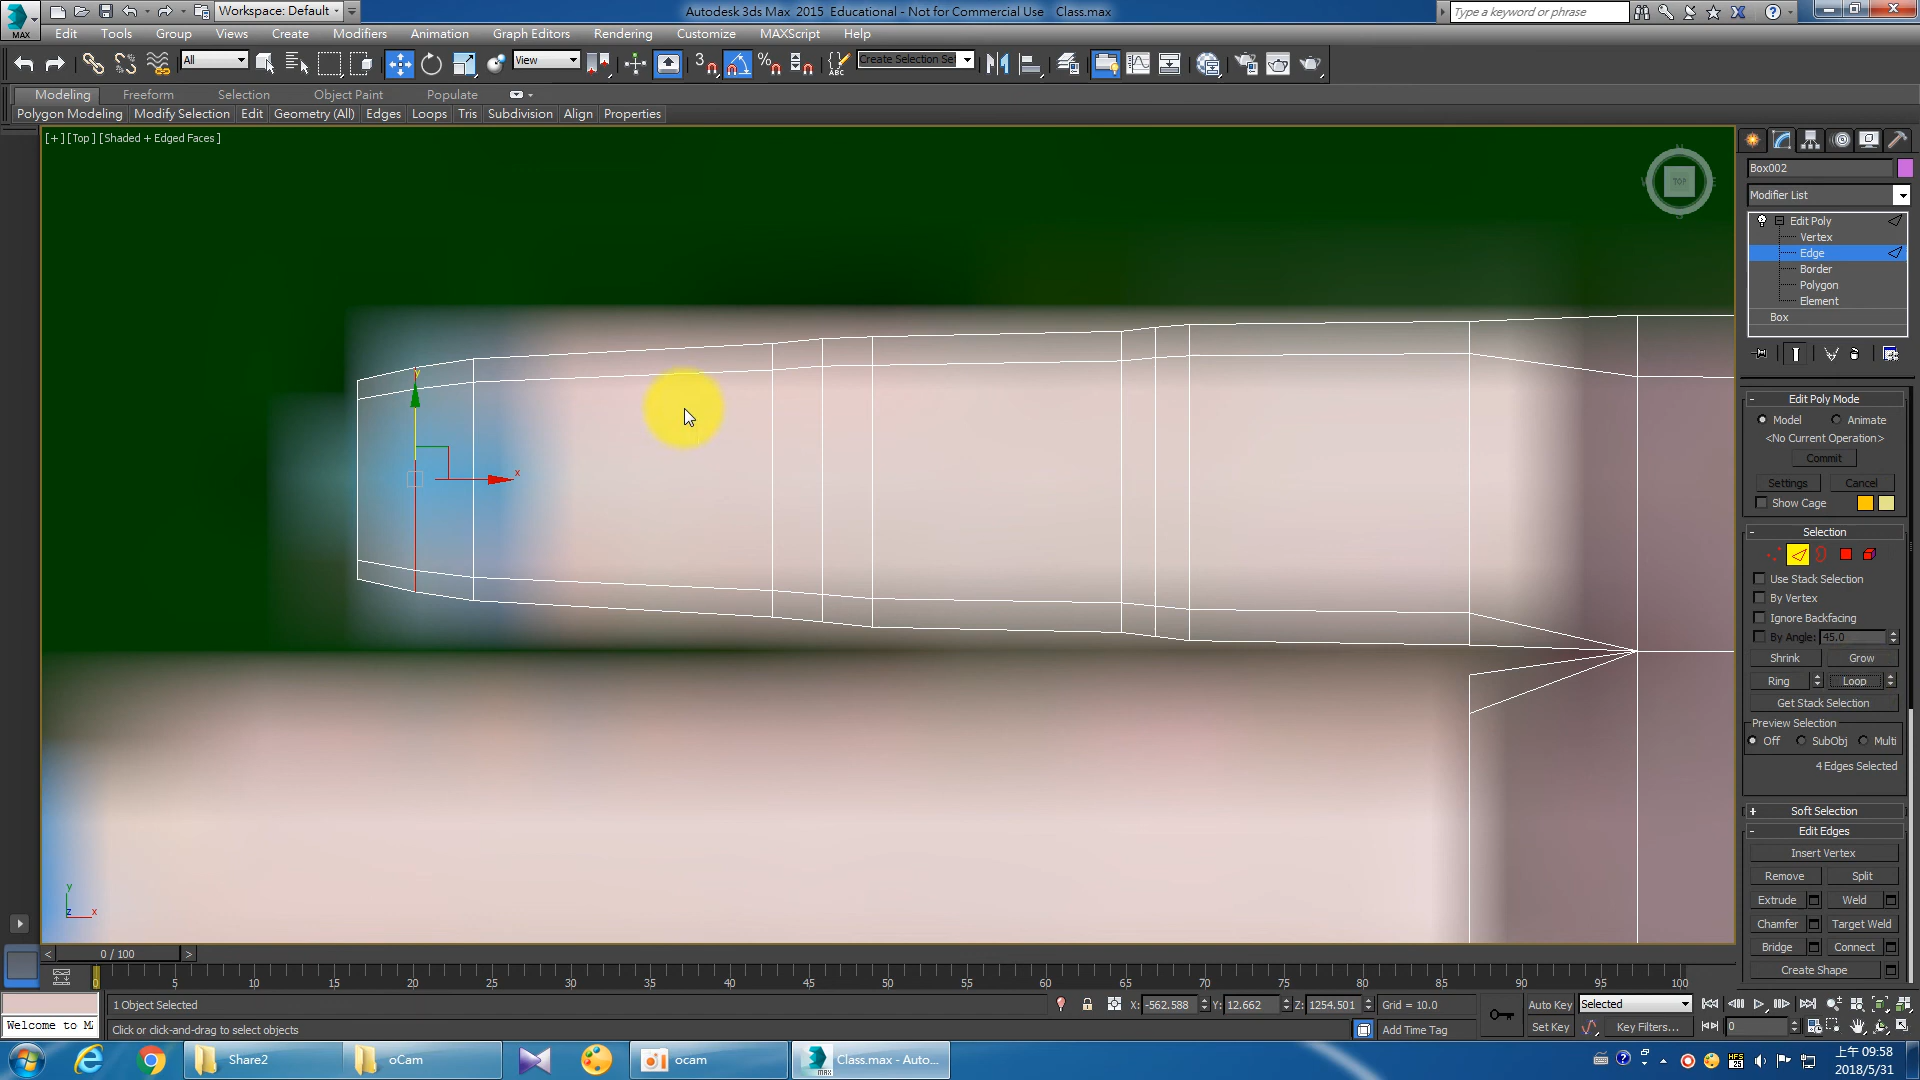 MAX
Workspace: Default
Autodesk 3ds Max 2015 Educational - Not for Commercial Use Class.max
Type a keyword or phrase
Edit Tools Group Views Create Modifiers Animation Graph Editors Rendering Customize MAXScript Help
All
View
3
%
ABC
Create Selection Sel
Modeling Freeform Selection Object Paint Populate
Polygon Modeling Modify Selection Edit Geometry (All) Edges Loops Tris Subdivision Align Properties
[+][Top][Shaded + Edged Faces]
TOP
Box002
Modifier List
Edit Poly
Vertex
Edge
Border
Polygon
Element
Box
- Edit Poly Mode
Model Animate
<No Current Operation>
Commit
Settings Cancel
Show Cage
- Selection
Use Stack Selection
By Vertex
Ignore Backfacing
By Angle: 45.0
Shrink Grow
Ring Loop
Get Stack Selection
Preview Selection
Off SubObj Multi
4 Edges Selected
+ Soft Selection
- Edit Edges
Insert Vertex
Remove Split
Extrude Weld
Chamfer Target Weld
Bridge Connect
Create Shape
y
x
y
z x
< 0 / 100 >
0 5 10 15 20 25 30 35 40 45 50 55 60 65 70 75 80 85 90 95 100
1 Object Selected
X: -562.588 Y: 12.662 Z: 1254.501 Grid = 10.0
Auto Key Selected
Welcome to M
Click or click-and-drag to select objects
Add Time Tag
Set Key Key Filters... 0
Share2 oCam ocam Class.max - Auto...
上午 09:58
2018/5/31